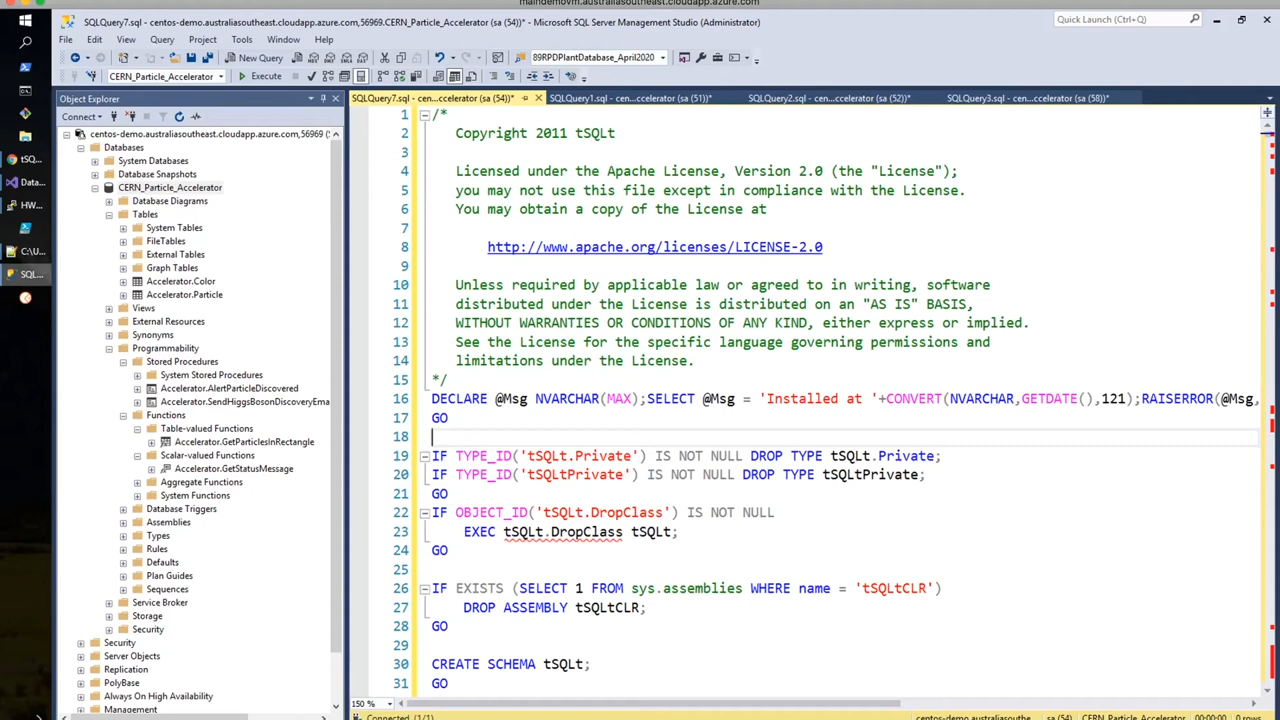 maindemovm.australiasoutheast.cloudapp.azure.com
SQLQuery7.sql - centos-demo.australiasoutheast.cloudapp.azure.com,56969.CERN_Particle_Accelerator (sa (54))* - Microsoft SQL Server Management Studio (Administrator)
Quick Launch (Ctrl+Q)
File Edit View Query Project Tools Window Help
New Query
89RPDPlantDatabase_April2020
CERN_Particle_Accelerator
Execute
Object Explorer
SQLQuery7.sql - cen...ccelerator (sa (54))*
SQLQuery1.sql - cen...ccelerator (sa (51))*
SQLQuery2.sql - cen...ccelerator (sa (52))*
SQLQuery3.sql - cen...ccelerator (sa (58))*
Connect
centos-demo.australiasoutheast.cloudapp.azure.com,56969
Databases
System Databases
Database Snapshots
CERN_Particle_Accelerator
Database Diagrams
Tables
System Tables
FileTables
External Tables
Graph Tables
Accelerator.Color
Accelerator.Particle
Views
External Resources
Synonyms
Programmability
Stored Procedures
System Stored Procedures
Accelerator.AlertParticleDiscovered
Accelerator.SendHiggsBosonDiscoveryEma
Functions
Table-valued Functions
Accelerator.GetParticlesInRectangle
Scalar-valued Functions
Accelerator.GetStatusMessage
Aggregate Functions
System Functions
Database Triggers
Assemblies
Types
Rules
Defaults
Plan Guides
Sequences
Service Broker
Storage
Security
Security
Server Objects
Replication
PolyBase
Always On High Availability
Management
tSQ...
Data...
HW...
C:\U...
SQL...
1 /*
2 Copyright 2011 tSQLt
3
4 Licensed under the Apache License, Version 2.0 (the "License");
5 you may not use this file except in compliance with the License.
6 You may obtain a copy of the License at
7
8 http://www.apache.org/licenses/LICENSE-2.0
9
10 Unless required by applicable law or agreed to in writing, software
11 distributed under the License is distributed on an "AS IS" BASIS,
12 WITHOUT WARRANTIES OR CONDITIONS OF ANY KIND, either express or implied.
13 See the License for the specific language governing permissions and
14 limitations under the License.
15 */
16 DECLARE @Msg NVARCHAR(MAX);SELECT @Msg = 'Installed at '+CONVERT(NVARCHAR,GETDATE(),121);RAISERROR(@Msg,
17 GO
18
19 IF TYPE_ID('tSQLt.Private') IS NOT NULL DROP TYPE tSQLt.Private;
20 IF TYPE_ID('tSQLtPrivate') IS NOT NULL DROP TYPE tSQLtPrivate;
21 GO
22 IF OBJECT_ID('tSQLt.DropClass') IS NOT NULL
23 EXEC tSQLt.DropClass tSQLt;
24 GO
25
26 IF EXISTS (SELECT 1 FROM sys.assemblies WHERE name = 'tSQLtCLR')
27 DROP ASSEMBLY tSQLtCLR;
28 GO
29
30 CREATE SCHEMA tSQLt;
31 GO
150 %
Connected (1/1)
centos-demo.australiasoutheast... sa (54) CERN_Particle_Accelerator 00:00:00 0 rows